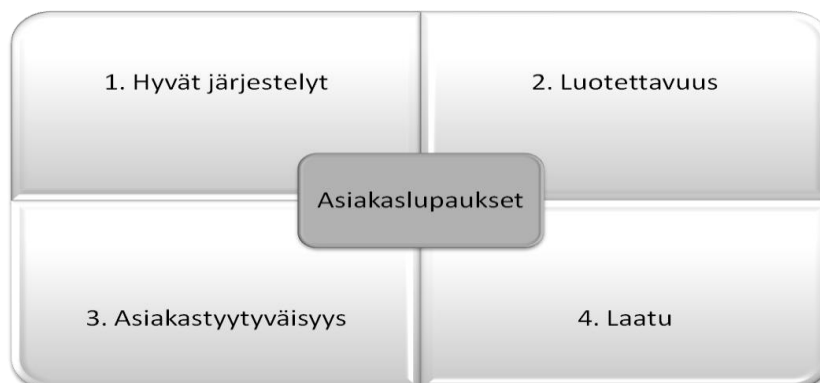 1. Hyvät järjestelyt
2. Luotettavuus
Asiakaslupaukset
3. Asiakastyytyväisyys
4. Laatu